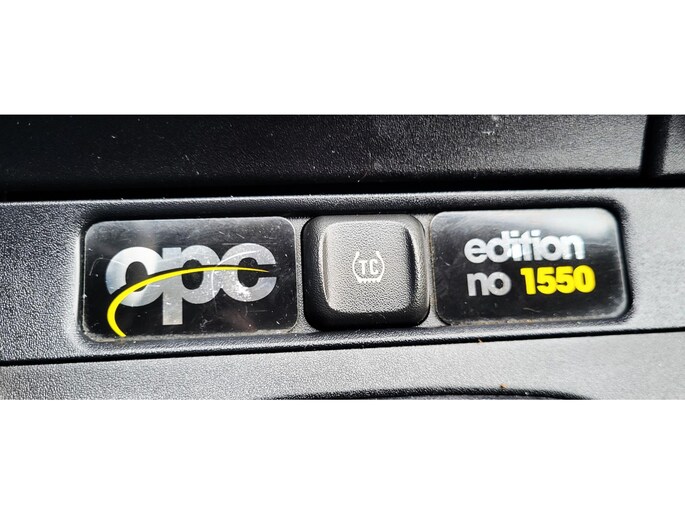 opc
TC
edition
no 1550